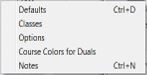 Defaults Ctrl+D
Classes
Options
Course Colors for Duals
Notes Ctrl+N